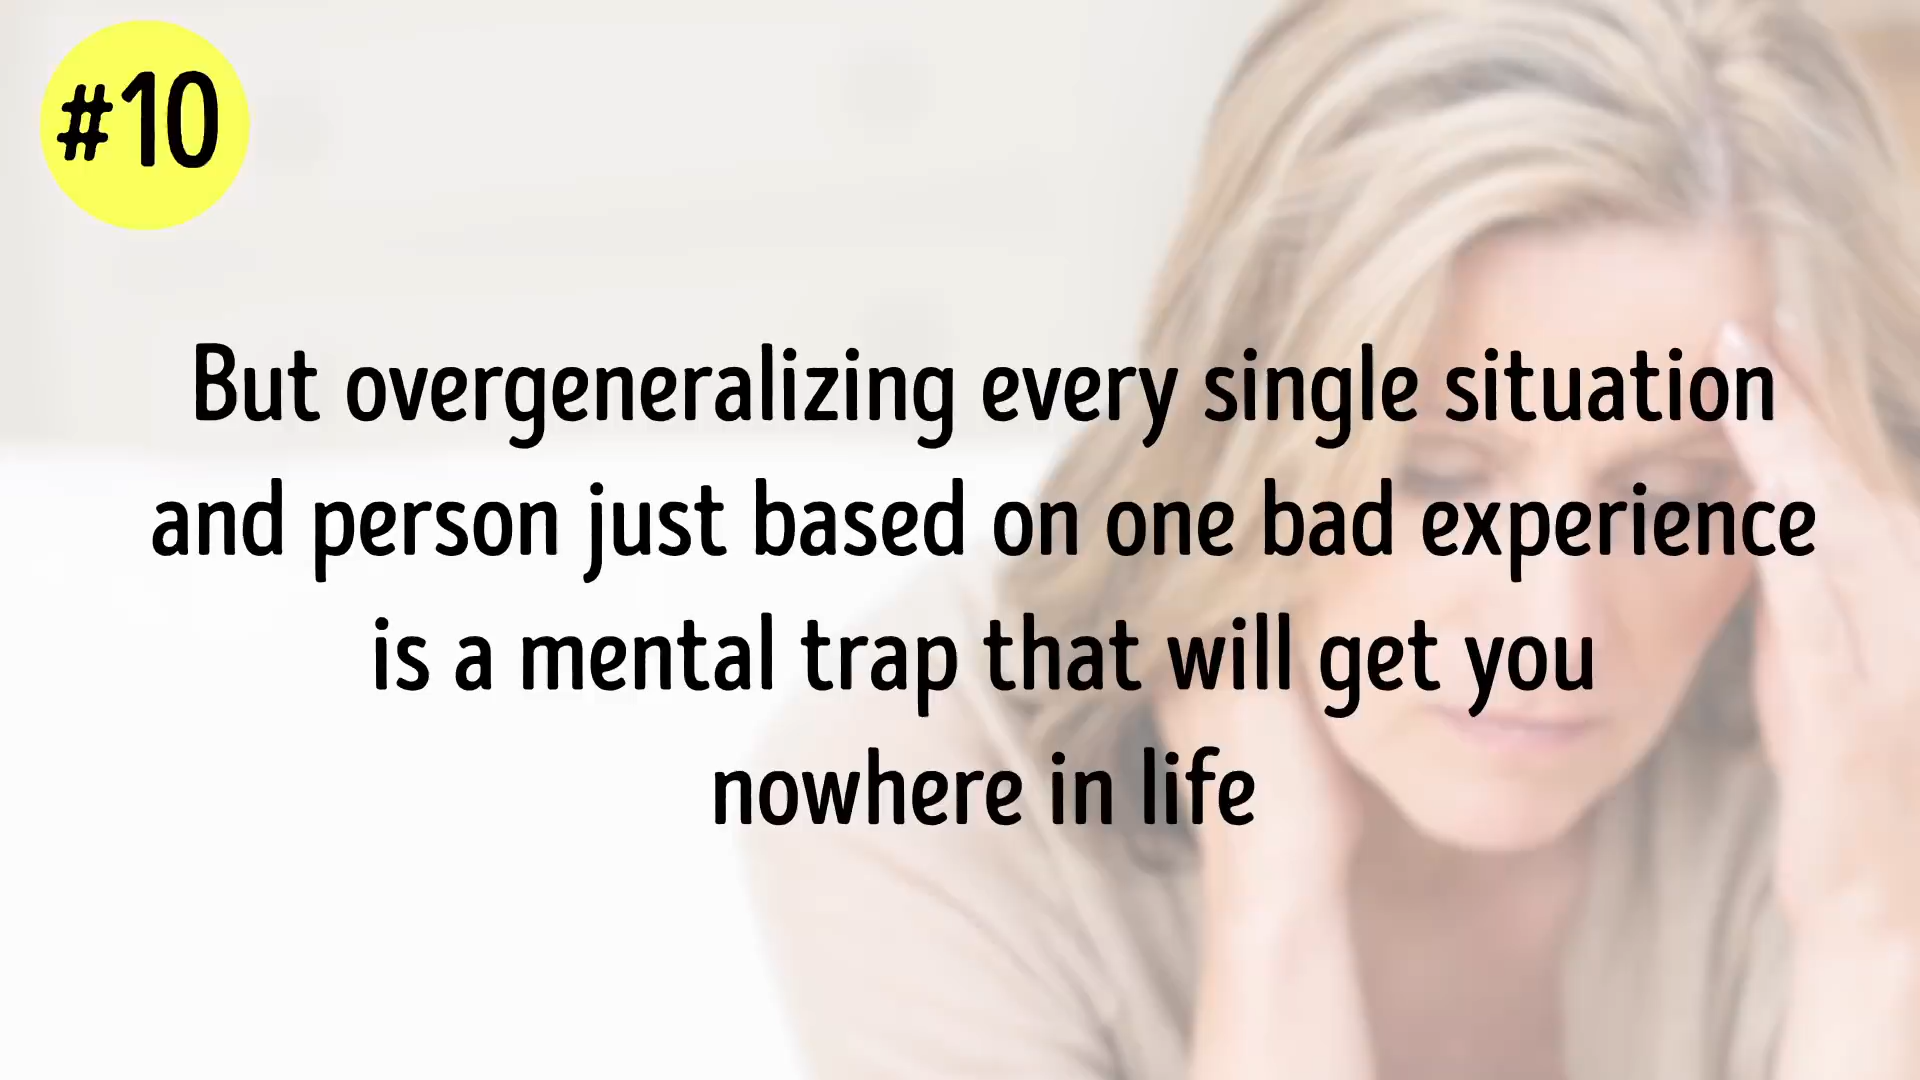 #10
But overgeneralizing every single situation
and person just based on one bad experience
is a mental trap that will get you
nowhere in life